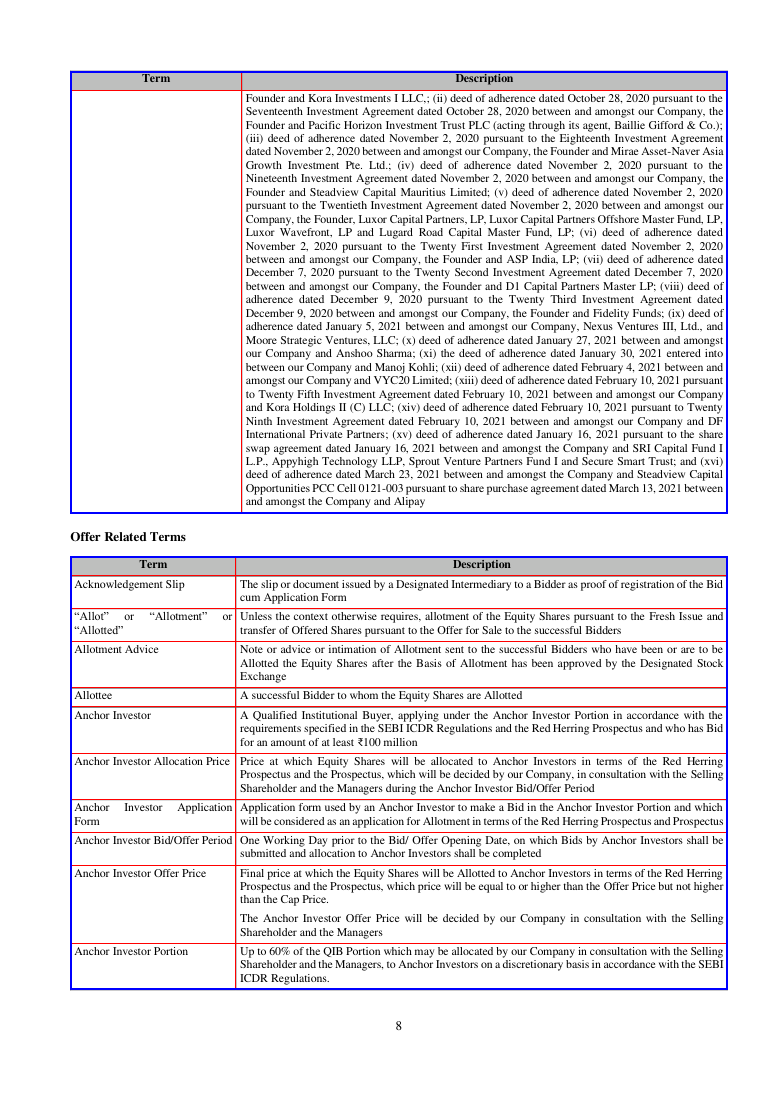 Term Description
Founder and Kora Investments I LLC,; (ii) deed of adherence dated October 28, 2020 pursuant to the
Seventeenth Investment Agreement dated October 28, 2020 between and amongst our Company, the
Founder and Pacific Horizon Investment Trust PLC (acting through its agent, Baillie Gifford & Co.);
(iii) deed of adherence dated November 2, 2020 pursuant to the Eighteenth Investment Agreement
dated November 2, 2020 between and amongst our Company, the Founder and Mirae Asset-Naver Asia
Growth Investment Pte. Ltd.; (iv) deed of adherence dated November 2, 2020 pursuant to the
Nineteenth Investment Agreement dated November 2, 2020 between and amongst our Company, the
Founder and Steadview Capital Mauritius Limited; (v) deed of adherence dated November 2, 2020
pursuant to the Twentieth Investment Agreement dated November 2, 2020 between and amongst our
Company, the Founder, Luxor Capital Partners, LP, Luxor Capital Partners Offshore Master Fund, LP,
Luxor Wavefront, LP and Lugard Road Capital Master Fund, LP; (vi) deed of adherence dated
November 2, 2020 pursuant to the Twenty First Investment Agreement dated November 2, 2020
between and amongst our Company, the Founder and ASP India, LP; (vii) deed of adherence dated
December 7, 2020 pursuant to the Twenty Second Investment Agreement dated December 7, 2020
between and amongst our Company, the Founder and D1 Capital Partners Master LP; (viii) deed of
adherence dated December 9, 2020 pursuant to the Twenty Third Investment Agreement dated
December 9, 2020 between and amongst our Company, the Founder and Fidelity Funds; (ix) deed of
adherence dated January 5, 2021 between and amongst our Company, Nexus Ventures III, Ltd., and
Moore Strategic Ventures, LLC; (x) deed of adherence dated January 27, 2021 between and amongst
our Company and Anshoo Sharma; (xi) the deed of adherence dated January 30, 2021 entered into
between our Company and Manoj Kohli; (xii) deed of adherence dated February 4, 2021 between and
amongst our Company and VYC20 Limited; (xiii) deed of adherence dated February 10, 2021 pursuant
to Twenty Fifth Investment Agreement dated February 10, 2021 between and amongst our Company
and Kora Holdings II (C) LLC; (xiv) deed of adherence dated February 10, 2021 pursuant to Twenty
Ninth Investment Agreement dated February 10, 2021 between and amongst our Company and DF
International Private Partners; (xv) deed of adherence dated January 16, 2021 pursuant to the share
swap agreement dated January 16, 2021 between and amongst the Company and SRI Capital Fund I
L.P., Appyhigh Technology LLP, Sprout Venture Partners Fund I and Secure Smart Trust; and (xvi)
deed of adherence dated March 23, 2021 between and amongst the Company and Steadview Capital
Opportunities PCC Cell 0121-003 pursuant to share purchase agreement dated March 13, 2021 between
and amongst the Company and Alipay
Offer Related Terms
Term Description
Acknowledgement Slip The slip or document issued by a Designated Intermediary to a Bidder as proof of registration of the Bid
cum Application Form
“Allot” or “Allotment” or Unless the context otherwise requires, allotment of the Equity Shares pursuant to the Fresh Issue and
“Allotted” transfer of Offered Shares pursuant to the Offer for Sale to the successful Bidders
Allotment Advice Note or advice or intimation of Allotment sent to the successful Bidders who have been or are to be
Allotted the Equity Shares after the Basis of Allotment has been approved by the Designated Stock
Exchange
Allottee A successful Bidder to whom the Equity Shares are Allotted
Anchor Investor A Qualified Institutional Buyer, applying under the Anchor Investor Portion in accordance with the
requirements specified in the SEBI ICDR Regulations and the Red Herring Prospectus and who has Bid
for an amount of at least ₹100 million
Anchor Investor Allocation Price Price at which Equity Shares will be allocated to Anchor Investors in terms of the Red Herring
Prospectus and the Prospectus, which will be decided by our Company, in consultation with the Selling
Shareholder and the Managers during the Anchor Investor Bid/Offer Period
Anchor Investor Application Application form used by an Anchor Investor to make a Bid in the Anchor Investor Portion and which
Form will be considered as an application for Allotment in terms of the Red Herring Prospectus and Prospectus
Anchor Investor Bid/Offer Period One Working Day prior to the Bid/ Offer Opening Date, on which Bids by Anchor Investors shall be
submitted and allocation to Anchor Investors shall be completed
Anchor Investor Offer Price Final price at which the Equity Shares will be Allotted to Anchor Investors in terms of the Red Herring
Prospectus and the Prospectus, which price will be equal to or higher than the Offer Price but not higher
than the Cap Price.
The Anchor Investor Offer Price will be decided by our Company in consultation with the Selling
Shareholder and the Managers
Anchor Investor Portion Up to 60% of the QIB Portion which may be allocated by our Company in consultation with the Selling
Shareholder and the Managers, to Anchor Investors on a discretionary basis in accordance with the SEBI
ICDR Regulations.
8